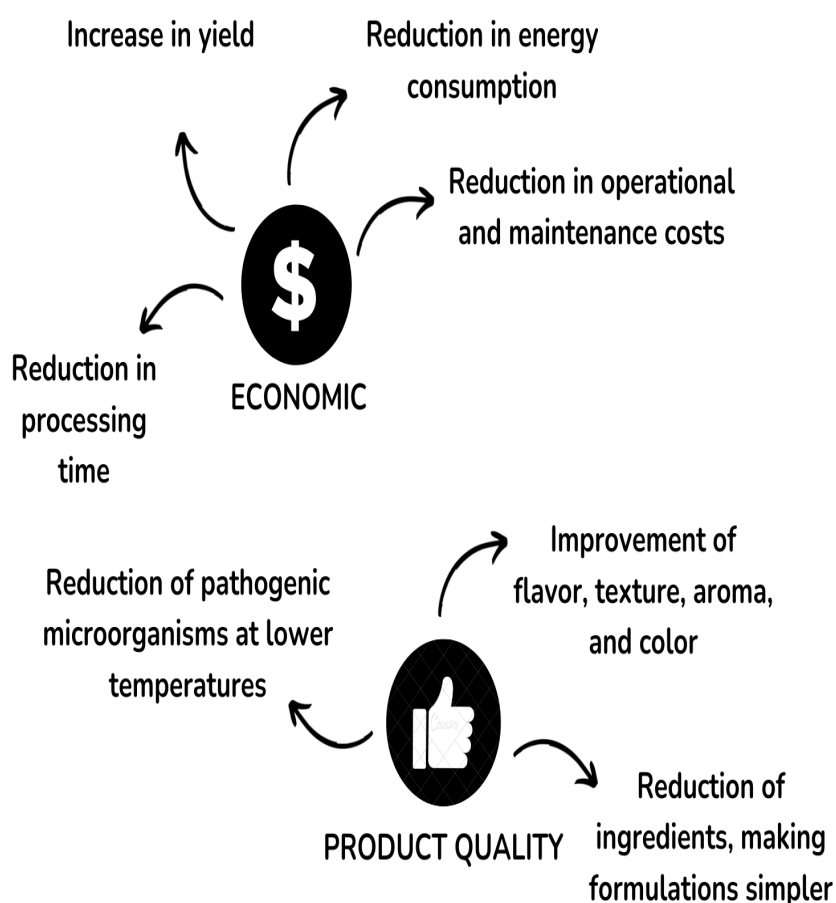 Increase in yield
Reduction in energy
consumption
Reduction in operational
and maintenance costs
$
Reduction in
processing
time
ECONOMIC
Improvement of
flavor, texture, aroma,
and color
Reduction of pathogenic
microorganisms at lower
temperatures
Canva
PRODUCT QUALITY
Reduction of
ingredients, making
formulations simpler